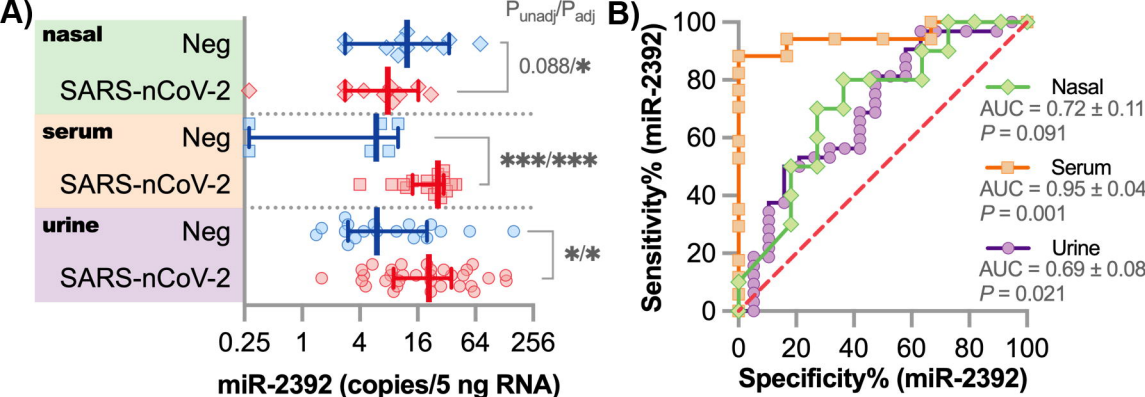 A)
P_unadj/P_adj
nasal
Neg
0.088/*
SARS-nCoV-2
serum
Neg
***/***
SARS-nCoV-2
urine
Neg
*/*
SARS-nCoV-2
0.25 1 4 16 64 256
miR-2392 (copies/5 ng RNA)
B)
Sensitivity% (miR-2392)
100
80
60
40
20
0
0 20 40 60 80 100
Specificity% (miR-2392)
Nasal
AUC = 0.72 ± 0.11
P = 0.091
Serum
AUC = 0.95 ± 0.04
P = 0.001
Urine
AUC = 0.69 ± 0.08
P = 0.021